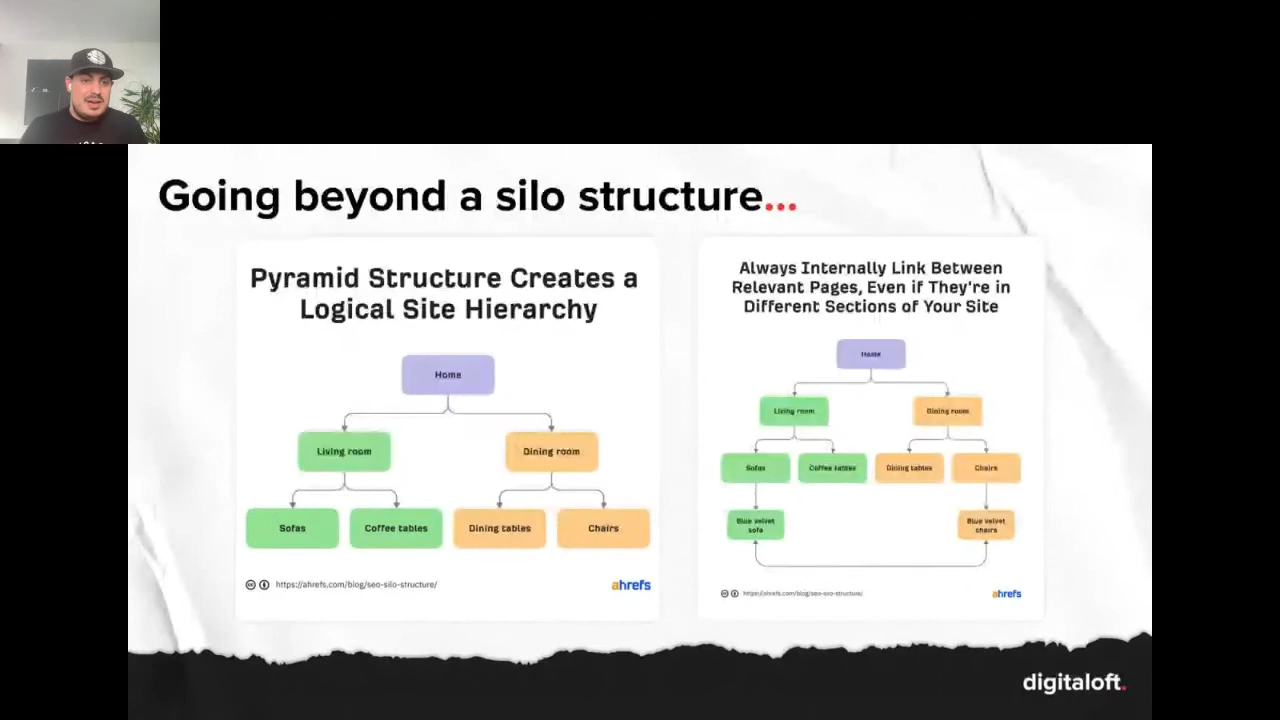 Going beyond a silo structure...
Pyramid Structure Creates a
Logical Site Hierarchy
Home
Living room
Dining room
Sofas
Coffee tables
Dining tables
Chairs
https://ahrefs.com/blog/seo-silo-structure/
ahrefs
Always Internally Link Between
Relevant Pages, Even if They're in
Different Sections of Your Site
Home
Living room
Dining room
Sofas
Coffee tables
Dining tables
Chairs
Blue velvet
sofa
Blue velvet
chairs
https://ahrefs.com/blog/seo-silo-structure/
ahrefs
digitaloft.